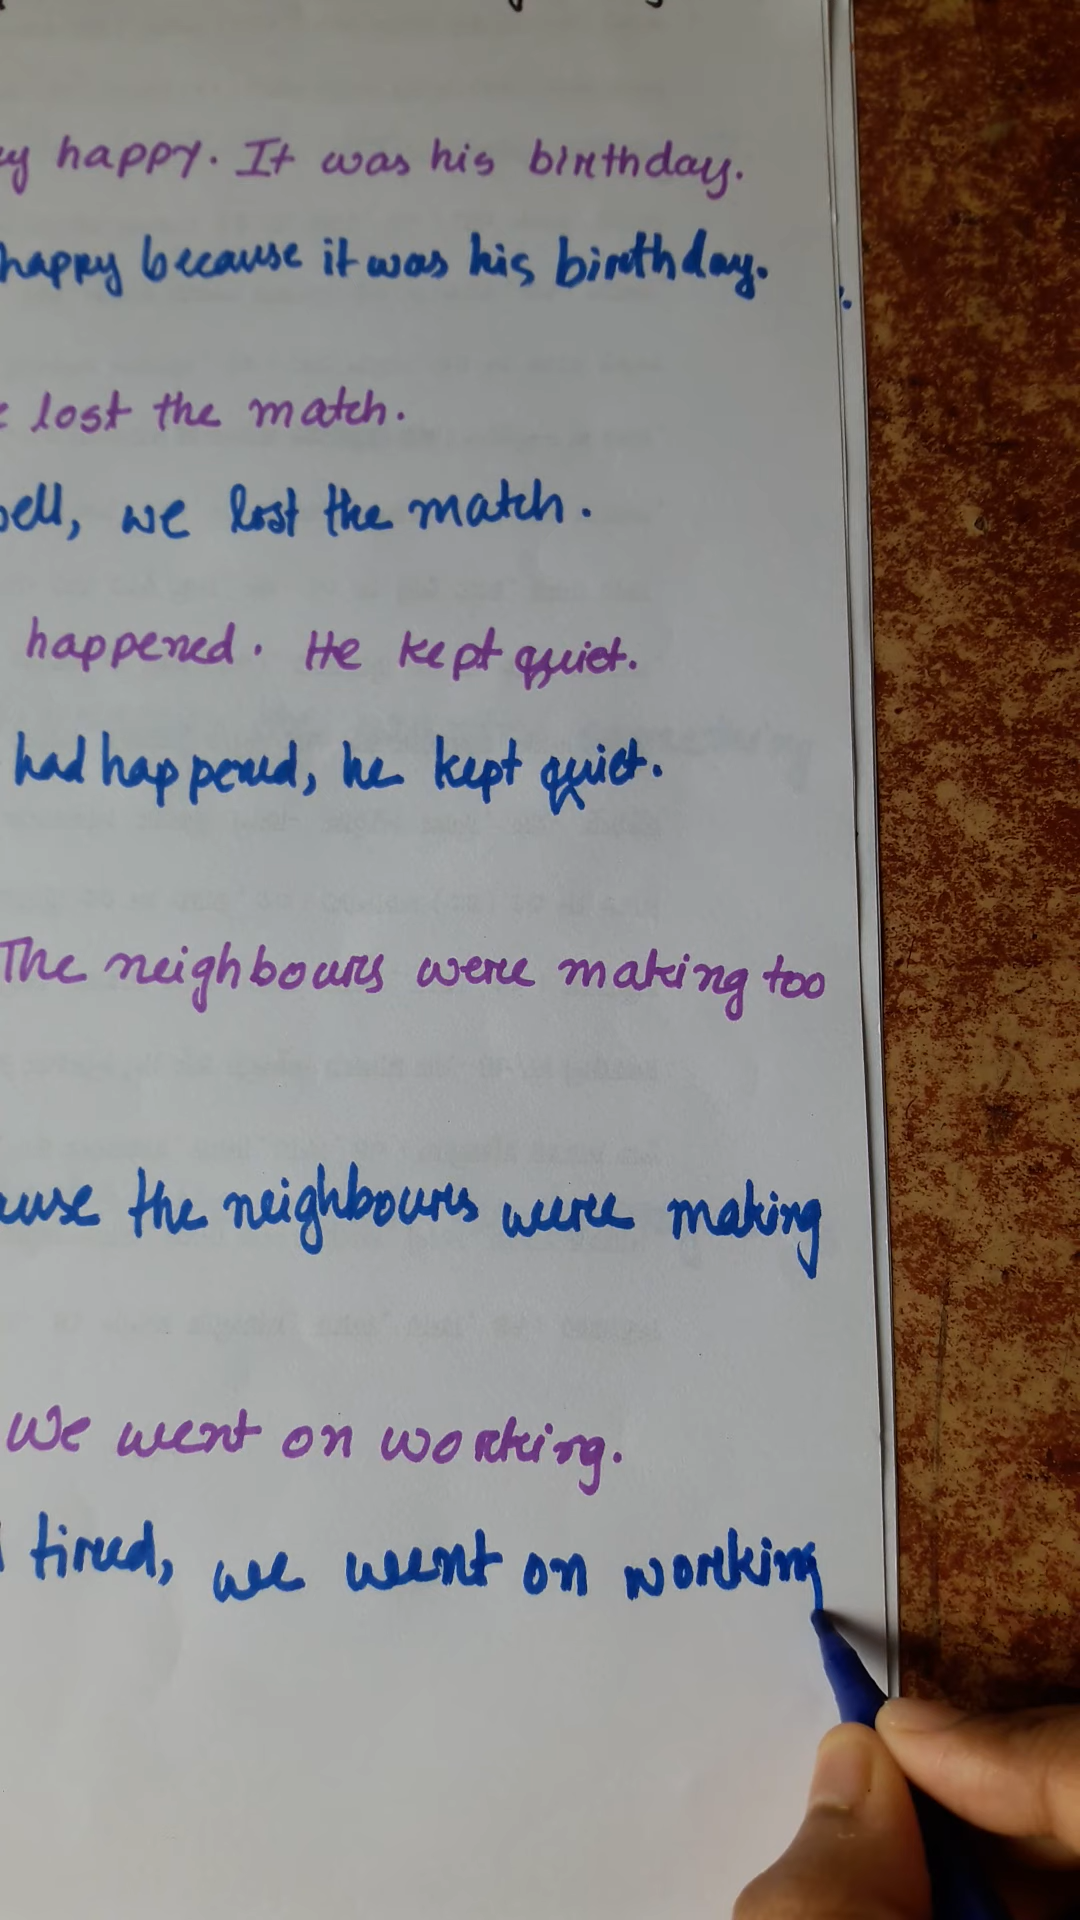 happy. It was his birthday.
happy because it was his birthday.
lost the match.
we lost the match.
happened. He kept quiet.
had happened, he kept quiet.
The neighbours were making too
the neighbours were making
We went on working.
tired, we went on working